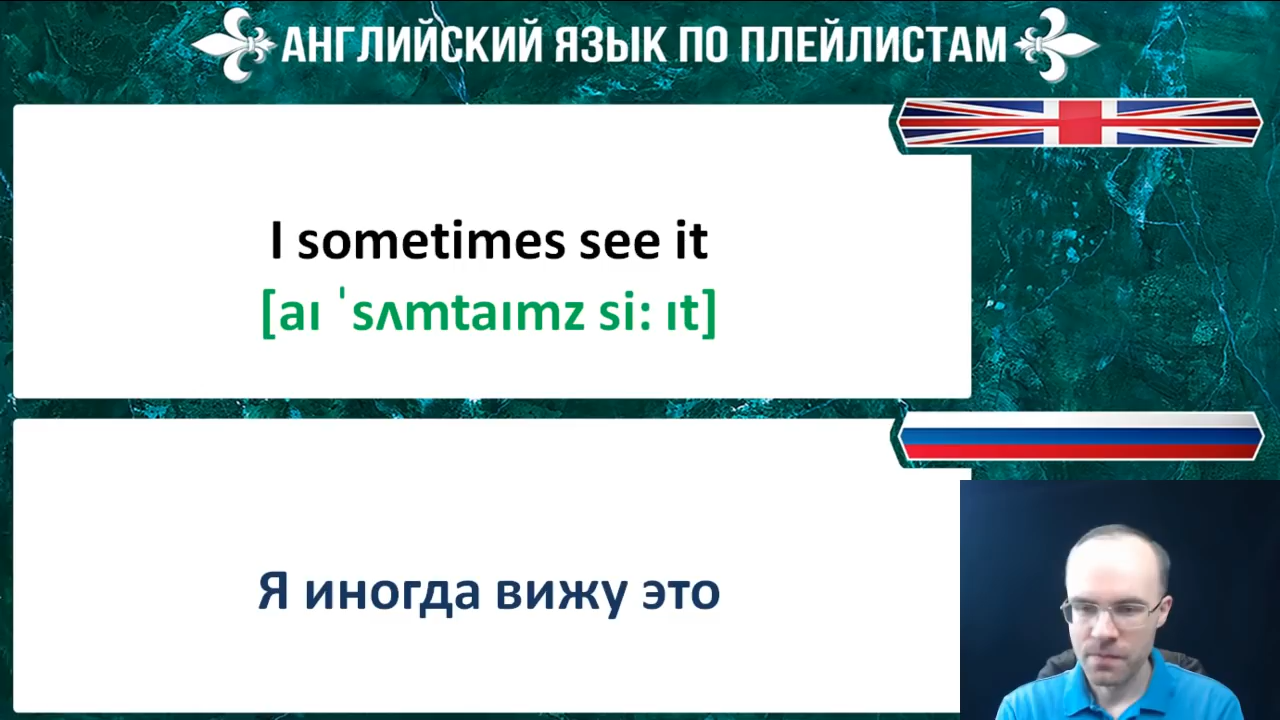 АНГЛИЙСКИЙ ЯЗЫК ПО ПЛЕЙЛИСТАМ
I sometimes see it
[aɪ ˈsʌmtaɪmz siː ɪt]
Я иногда вижу это